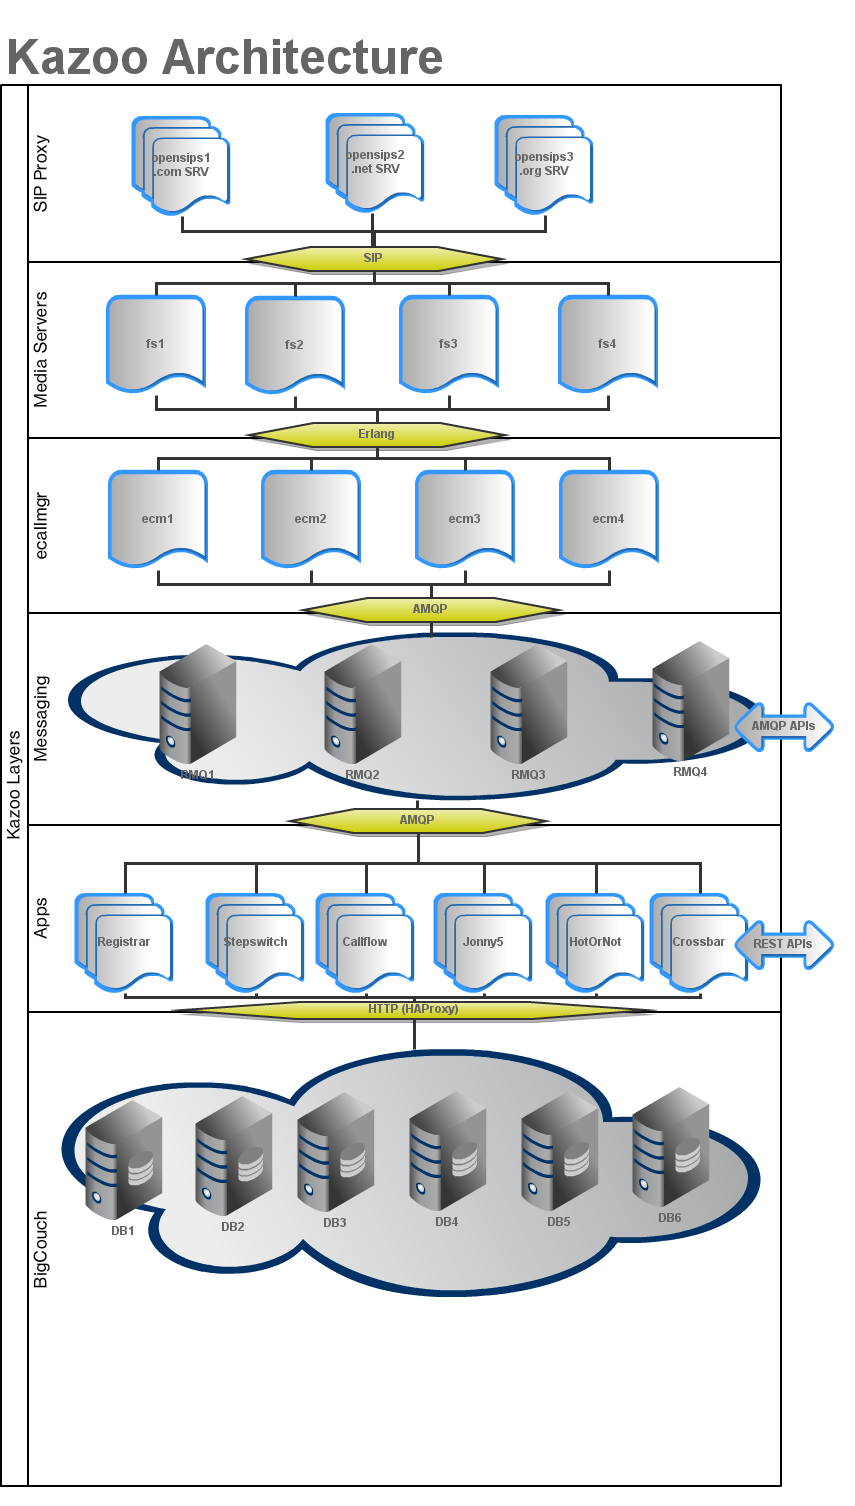 Kazoo Architecture
Kazoo Layers
SIP Proxy
opensips1
.com SRV
opensips2
.net SRV
opensips3
.org SRV
SIP
Media Servers
fs1
fs2
fs3
fs4
Erlang
ecallmgr
ecm1
ecm2
ecm3
ecm4
AMQP
Messaging
RMQ1
RMQ2
RMQ3
RMQ4
AMQP APIs
AMQP
Apps
Registrar
Stepswitch
Callflow
Jonny5
HotOrNot
Crossbar
REST APIs
HTTP (HAProxy)
BigCouch
DB1
DB2
DB3
DB4
DB5
DB6